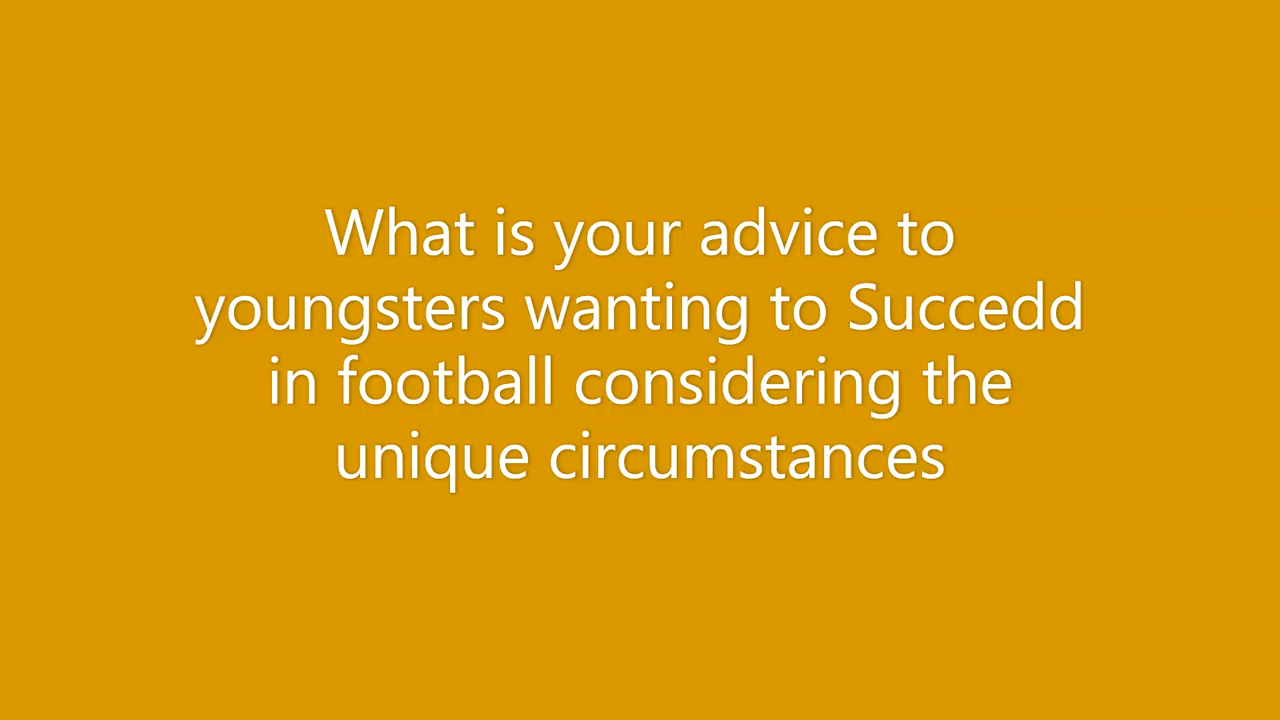 What is your advice to
youngsters wanting to Succedd
in football considering the
unique circumstances